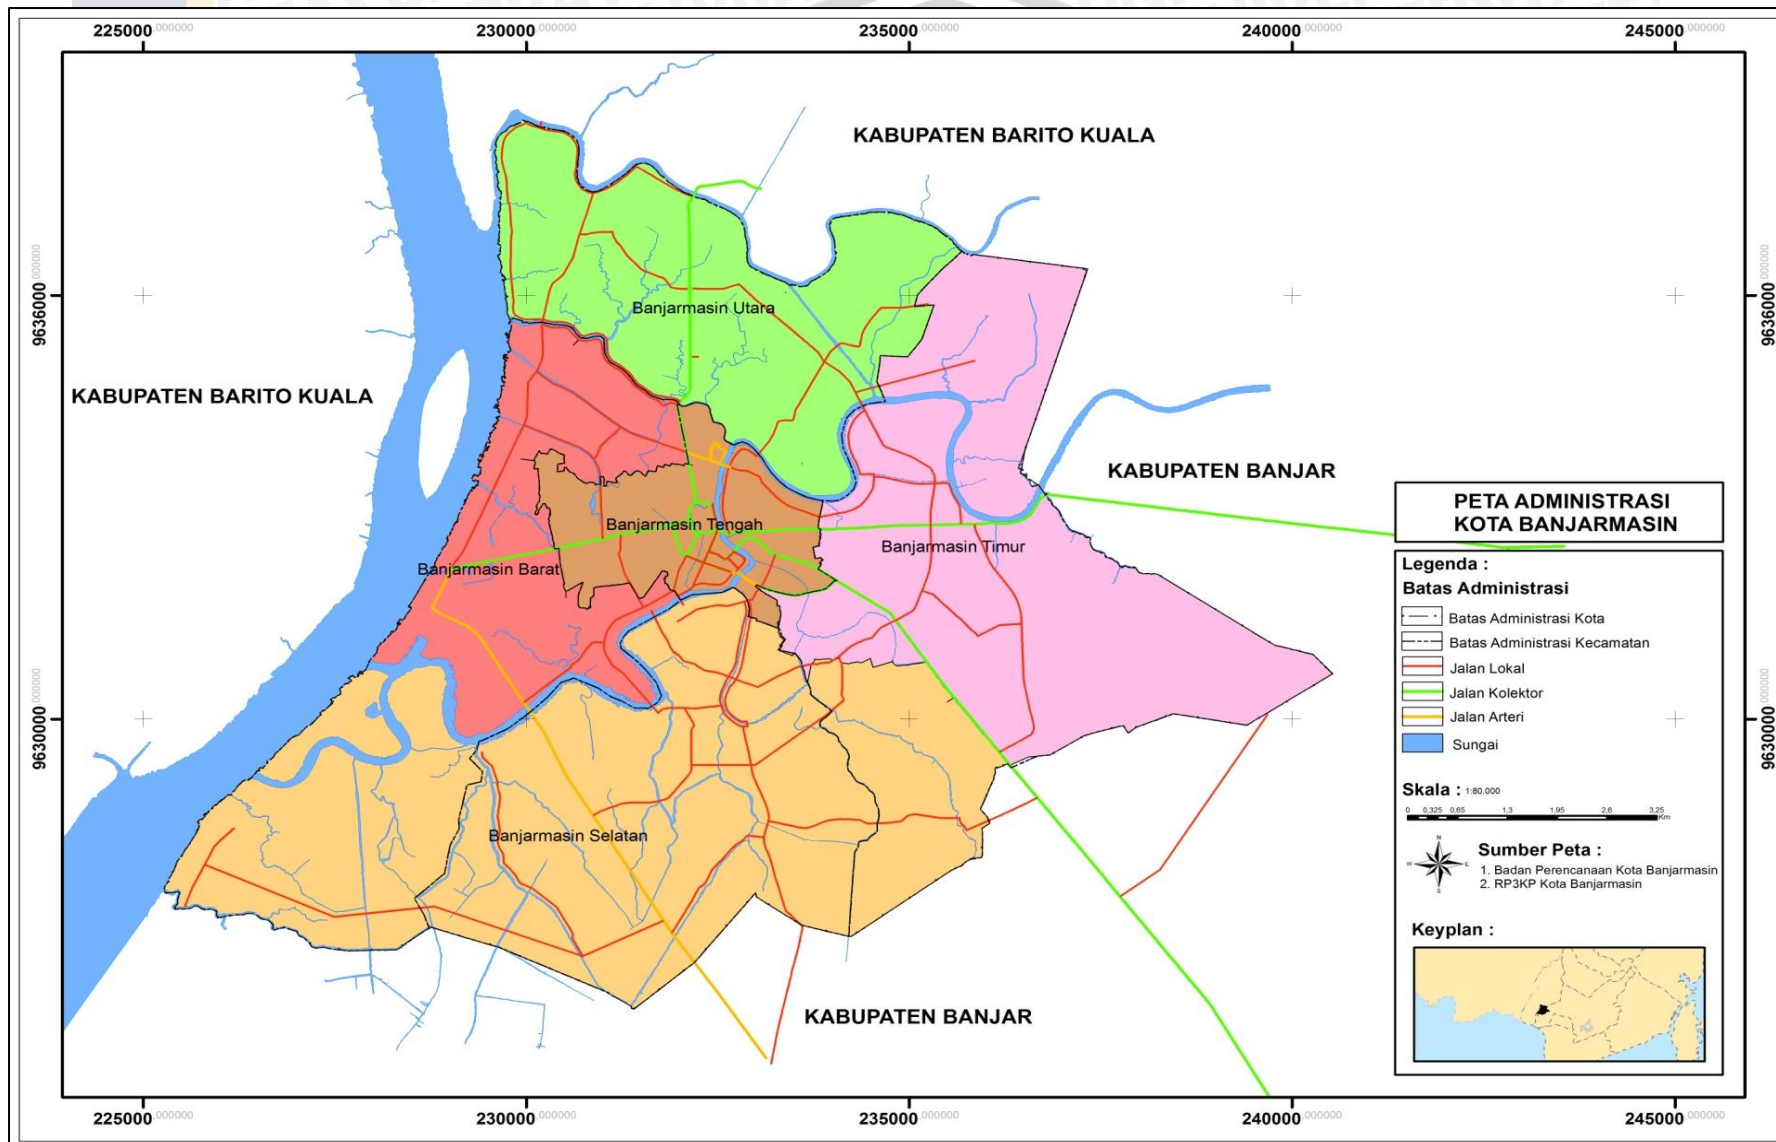 225000,000000 230000,000000 235000,000000 240000,000000 245000,000000
KABUPATEN BARITO KUALA
9636000,000000
9636000,000000
Banjarmasin Utara
KABUPATEN BARITO KUALA
KABUPATEN BANJAR
Banjarmasin Tengah
Banjarmasin Timur
Banjarmasin Barat
9630000,000000
9630000,000000
Banjarmasin Selatan
KABUPATEN BANJAR
PETA ADMINISTRASI
KOTA BANJARMASIN
Legenda :
Batas Administrasi
Batas Administrasi Kota
Batas Administrasi Kecamatan
Jalan Lokal
Jalan Kolektor
Jalan Arteri
Sungai
Skala : 1:80.000
0 0,325 0,65 1,3 1,95 2,6 3,25
Km
N
W E
S
Sumber Peta :
1. Badan Perencanaan Kota Banjarmasin
2. RP3KP Kota Banjarmasin
Keyplan :
225000,000000 230000,000000 235000,000000 240000,000000 245000,000000